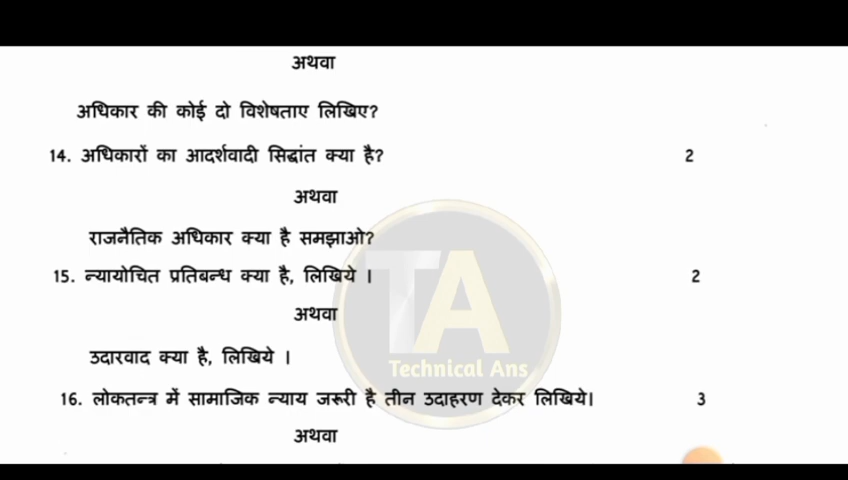 अथवा
अधिकार की कोई दो विशेषताए लिखिए?
14. अधिकारों का आदर्शवादी सिद्धांत क्या है? 2
अथवा
राजनैतिक अधिकार क्या है समझाओ?
15. न्यायोचित प्रतिबन्ध क्या है, लिखिये । 2
अथवा
TA
Technical Ans
उदारवाद क्या है, लिखिये ।
16. लोकतन्त्र में सामाजिक न्याय जरूरी है तीन उदाहरण देकर लिखिये। 3
अथवा